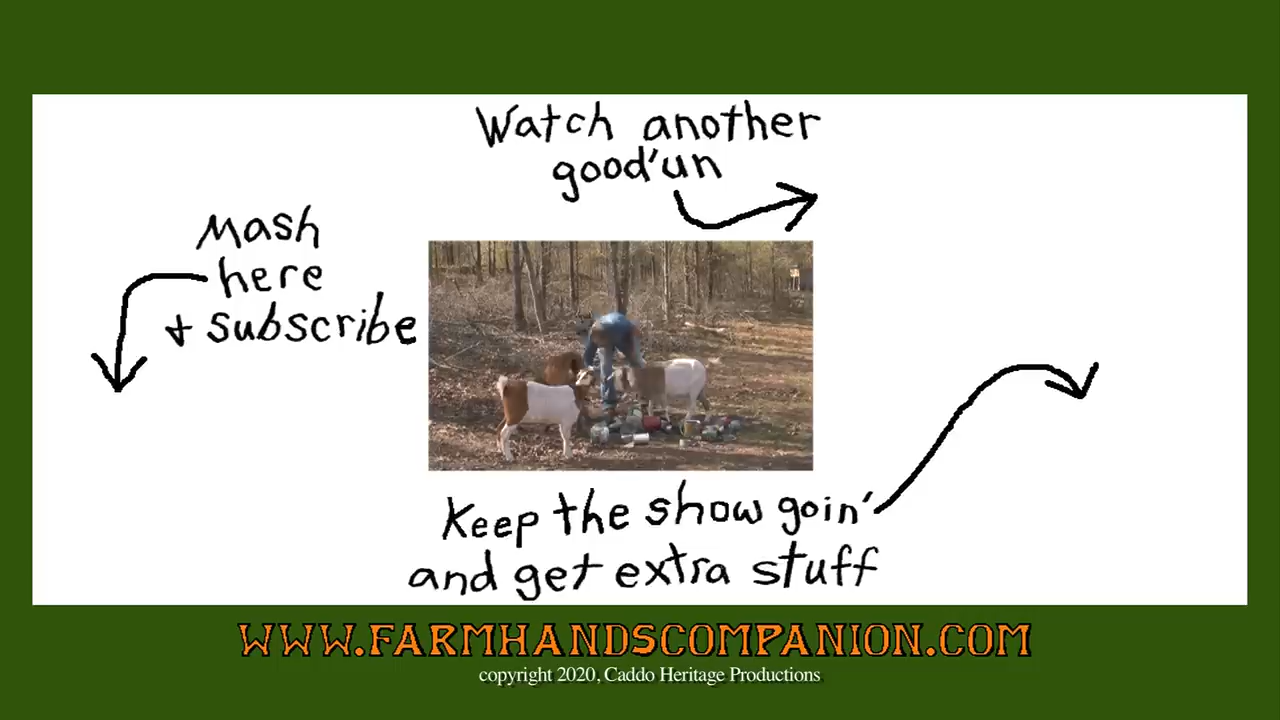 Watch another
good'un
Mash
here
+ subscribe
Keep the show goin'
and get extra stuff
WWW.FARMHANDSCOMPANION.COM
copyright 2020, Caddo Heritage Productions